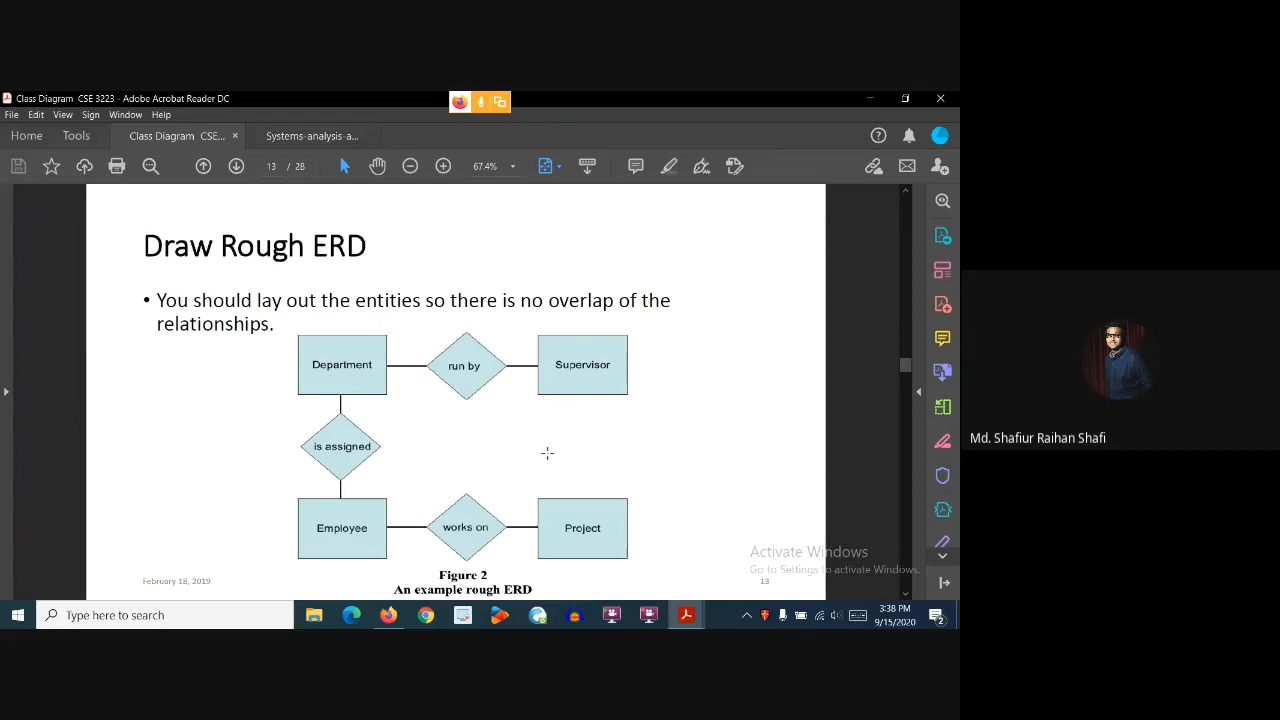 Class Diagram CSE 3223 - Adobe Acrobat Reader DC
File Edit View Sign Window Help
Home Tools Class Diagram CSE... × Systems-analysis-a...
13 / 28 67.4%
Draw Rough ERD
• You should lay out the entities so there is no overlap of the
relationships.
Department run by Supervisor
is assigned
Md. Shafiur Raihan Shafi
Employee works on Project
Activate Windows
Go to Settings to activate Windows.
Figure 2
An example rough ERD
February 18, 2019 13
Type here to search
3:38 PM
9/15/2020
2